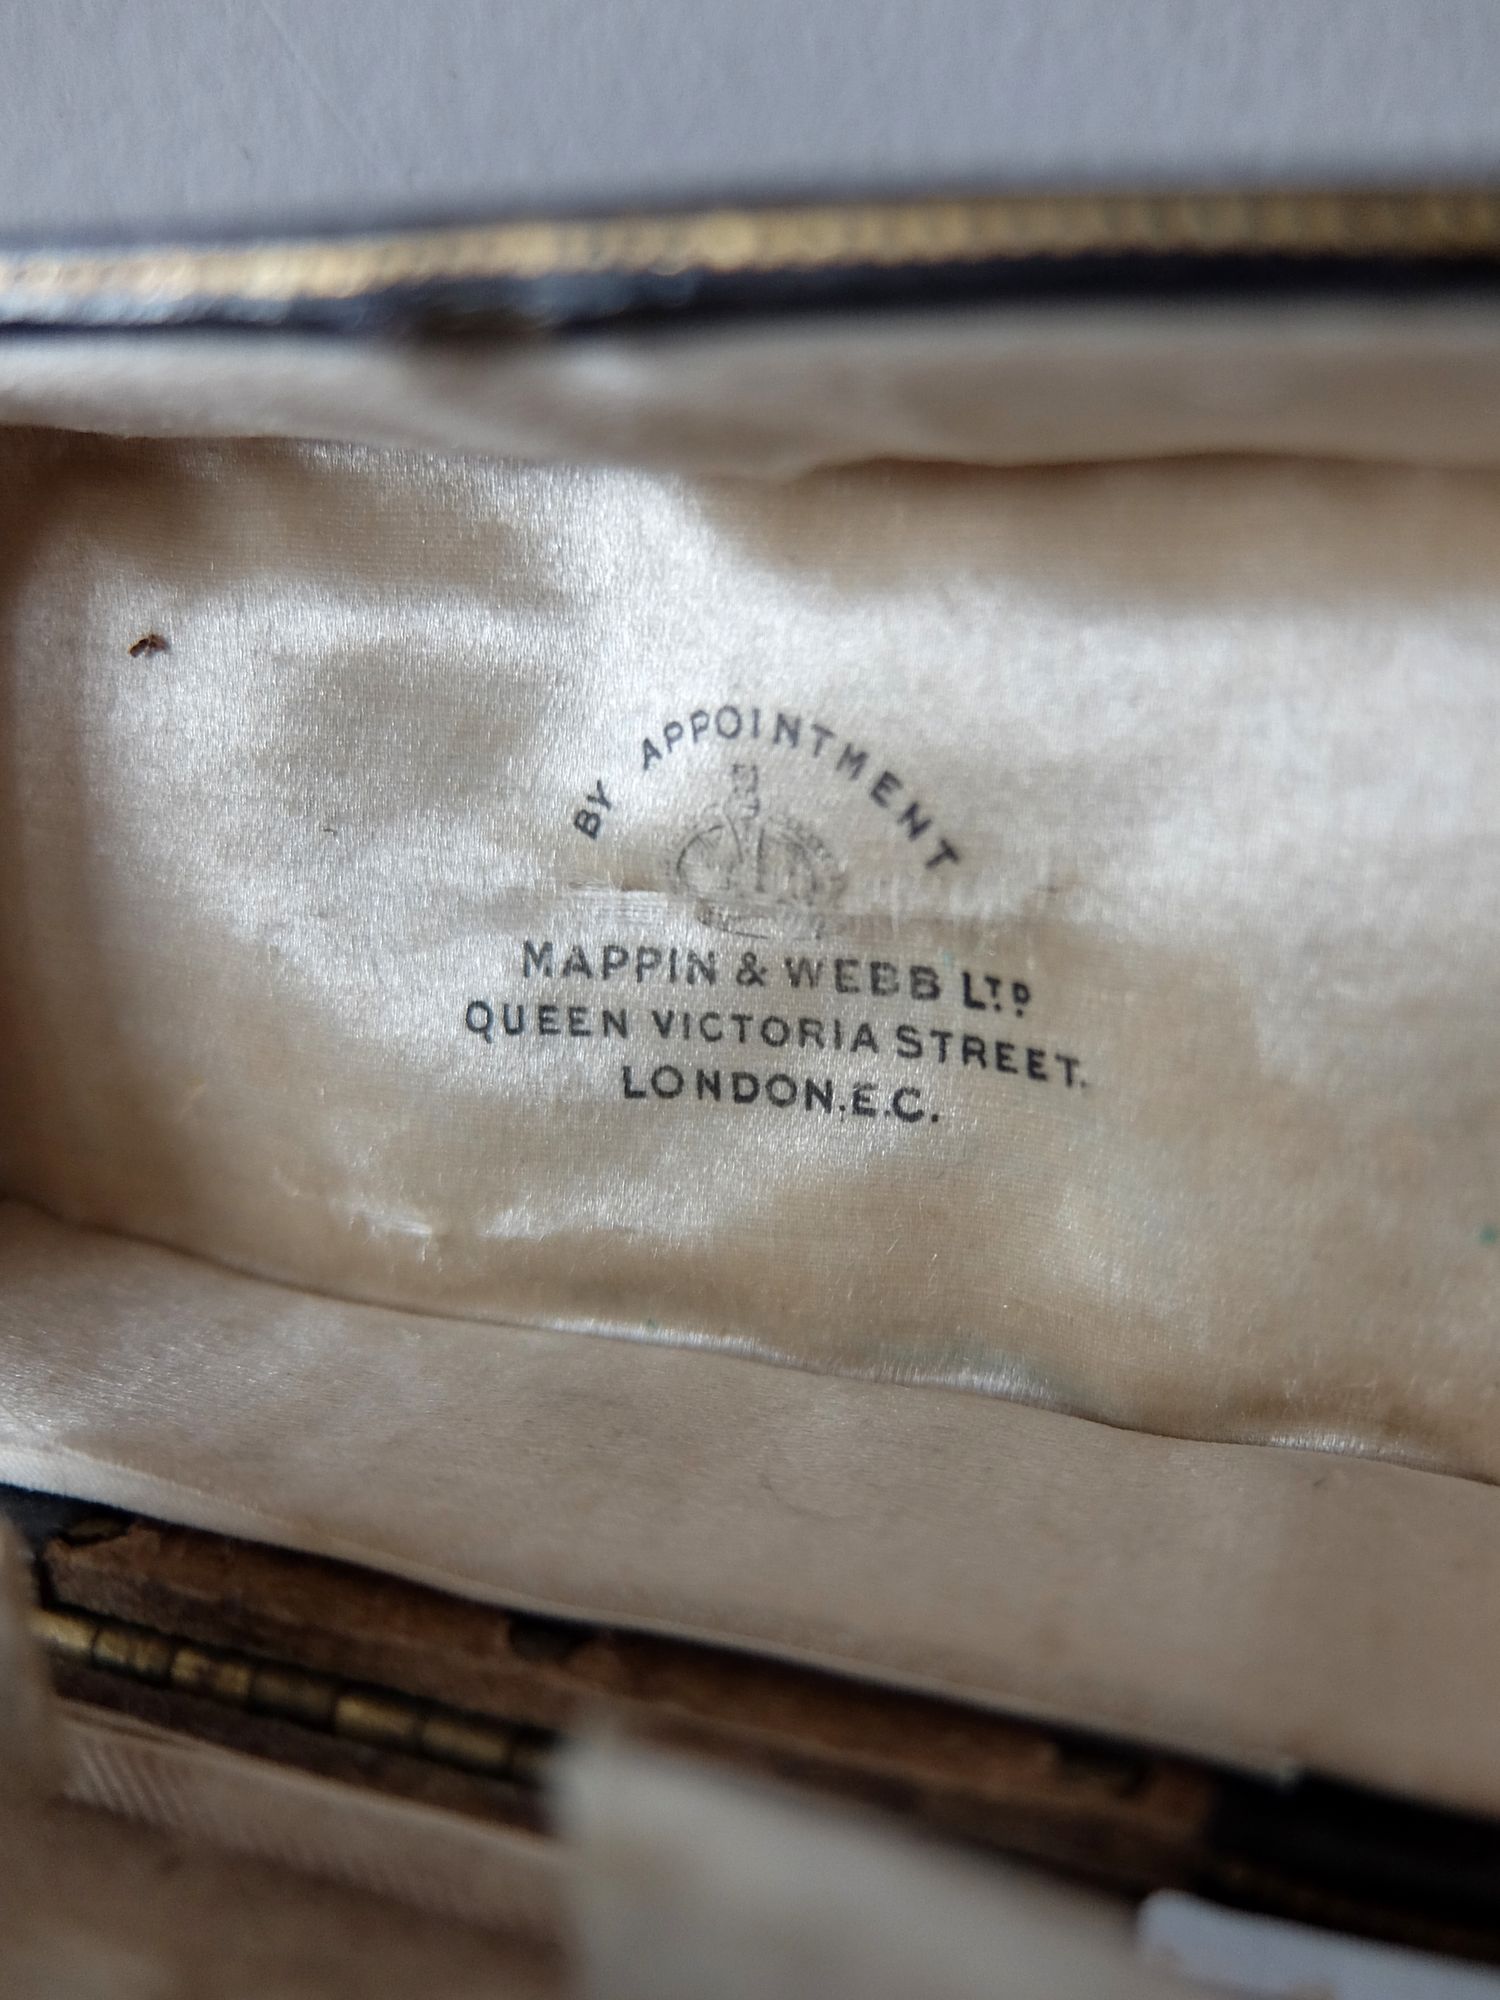 BY APPOINTMENT
MAPPIN & WEBB LTD
QUEEN VICTORIA STREET.
LONDON.E.C.